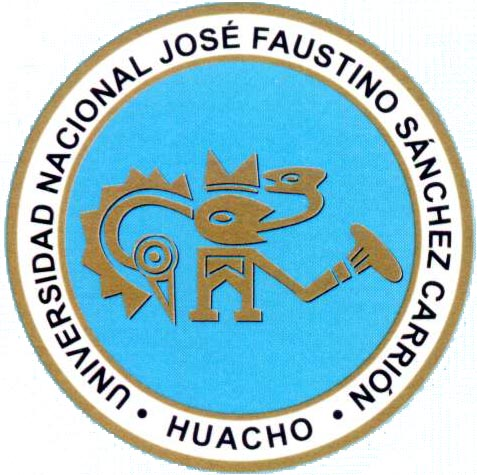 UNIVERSIDAD NACIONAL JOSÉ FAUSTINO SÁNCHEZ CARRIÓN
• HUACHO •